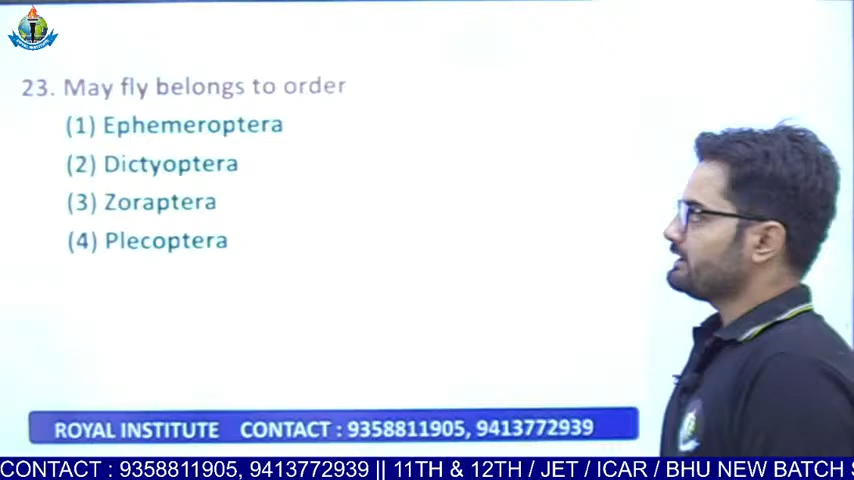 23. May fly belongs to order
(1) Ephemeroptera
(2) Dictyoptera
(3) Zoraptera
(4) Plecoptera
ROYAL INSTITUTE CONTACT : 9358811905, 9413772939
CONTACT : 9358811905, 9413772939 || 11TH & 12TH / JET / ICAR / BHU NEW BATCH S